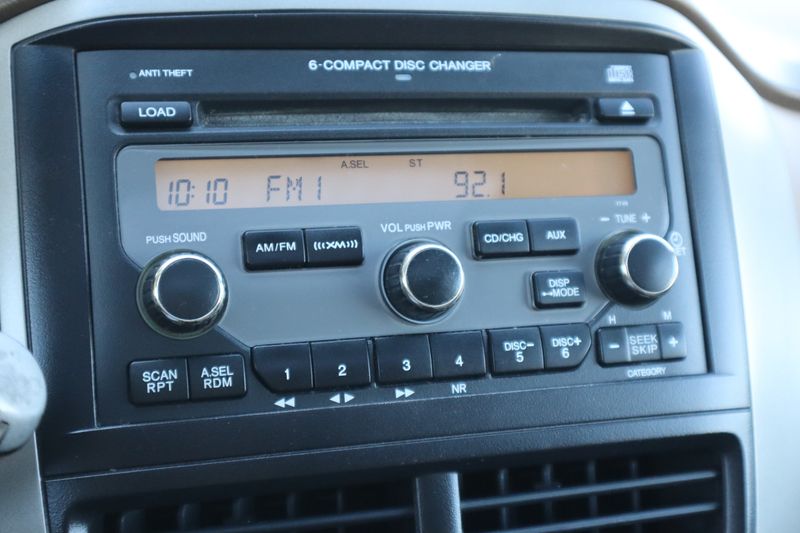 6-COMPACT DISC CHANGER
ANTI THEFT
LOAD
A.SEL ST
10:10 FM1 92.1
PUSH SOUND
VOL PUSH PWR
TUNE
AM/FM
((XM))
CD/CHG
AUX
DISP
MODE
H M
SCAN
RPT
A.SEL
RDM
1
2
3
4
DISC-
5
DISC+
6
-
SEEK
SKIP
+
NR
CATEGORY